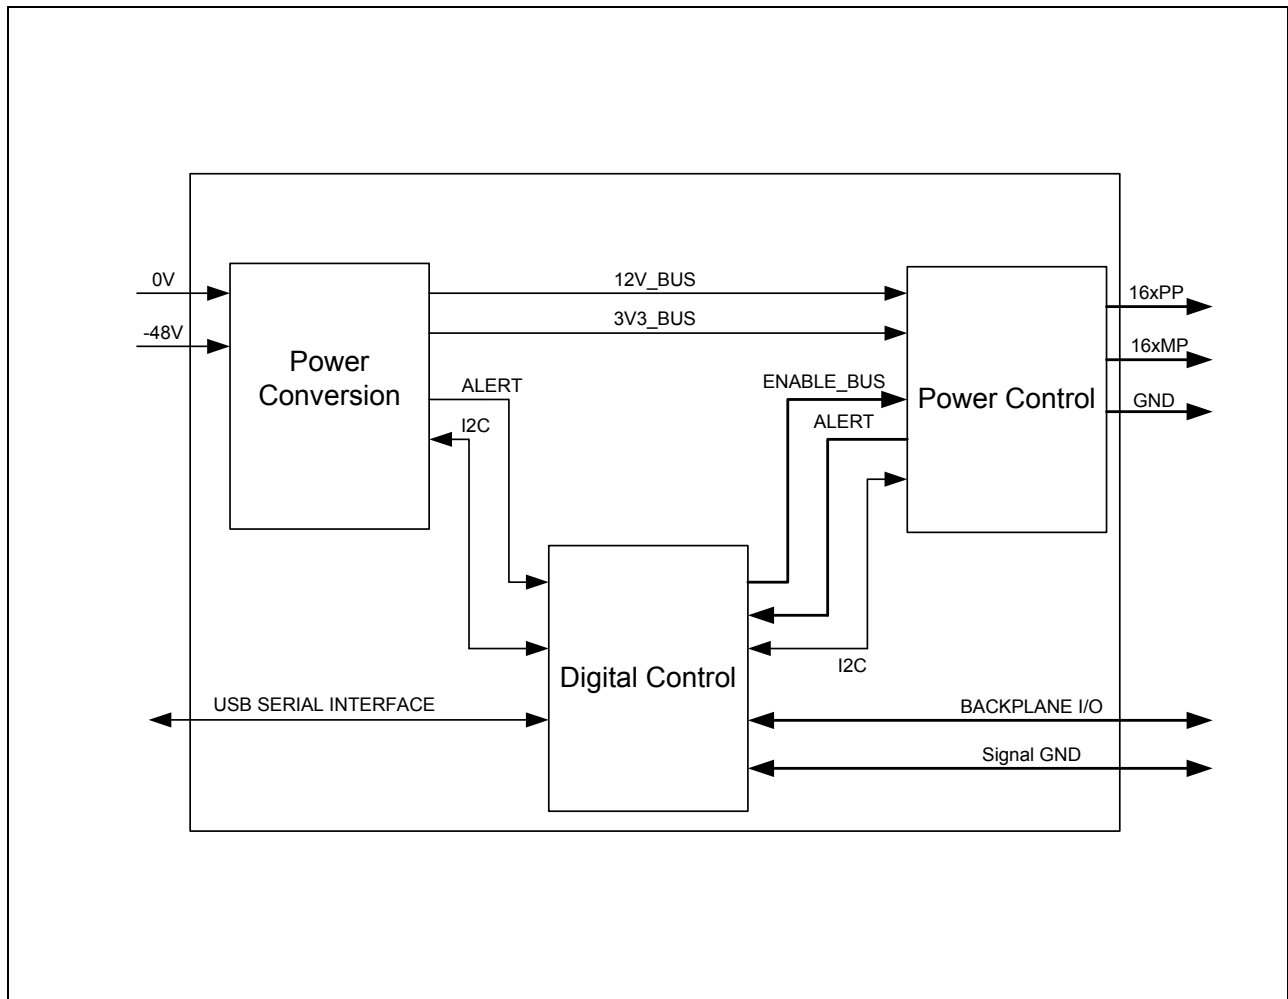 0V
12V_BUS
16xPP
-48V
3V3_BUS
16xMP
Power
Conversion
ALERT
ENABLE_BUS
Power Control
GND
I2C
ALERT
Digital Control
I2C
USB SERIAL INTERFACE
BACKPLANE I/O
Signal GND